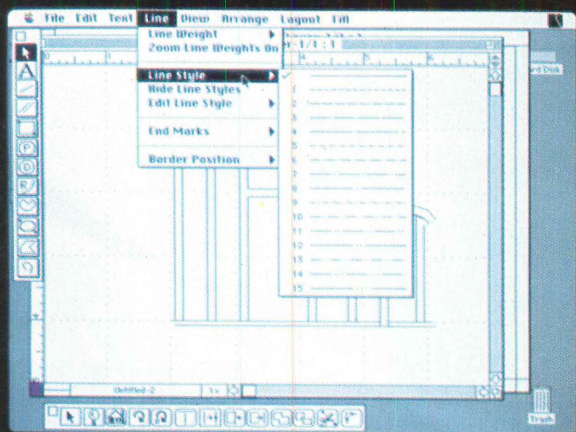 File Edit Text Line View Arrange Layout Fill
Line Weight
Zoom Line Weights On
Line Style
Hide Line Styles
Edit Line Style
End Marks
Border Position
1
2
3
4
5
6
7
8
9
10
11
12
13
14
15
Untitled-2
1x
Trash